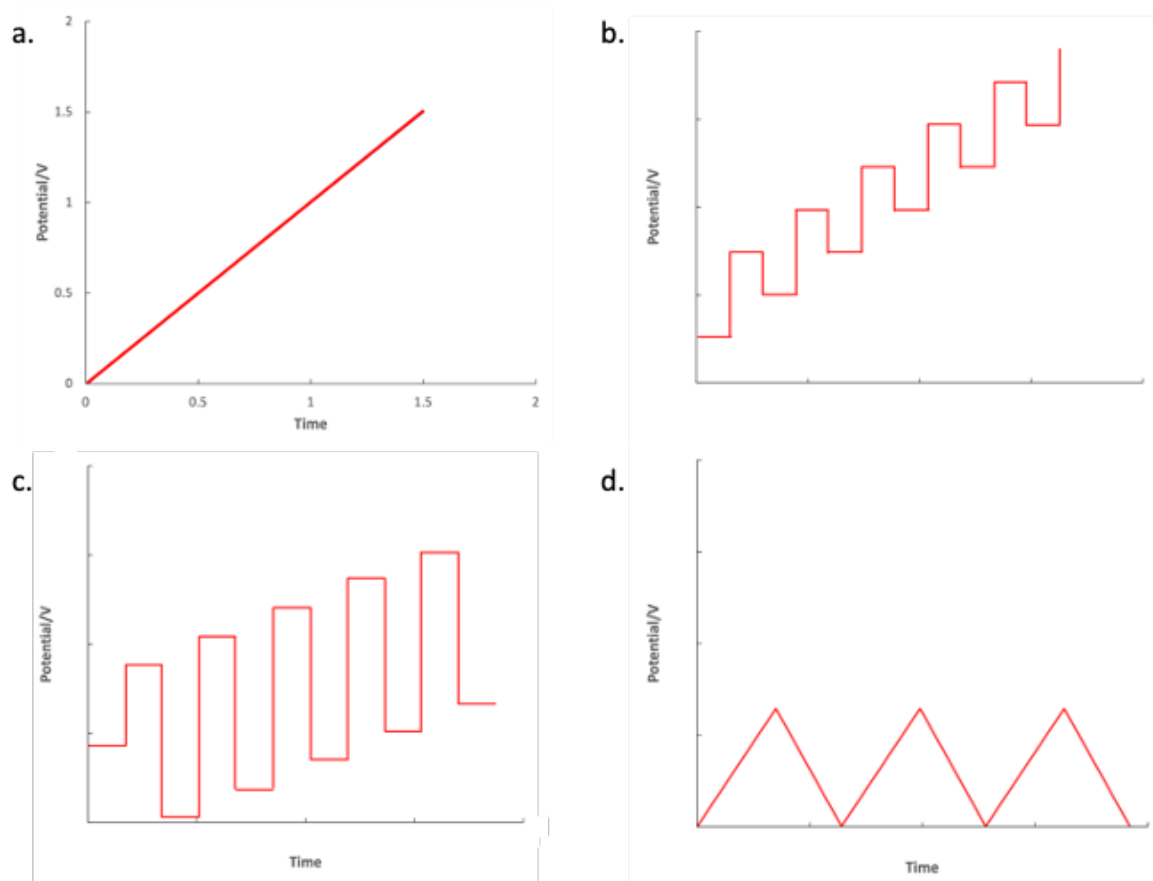 a.
2
1.5
1
0.5
0
Potential/V
0 0.5 1 1.5 2
Time
b.
Potential/V
c.
Potential/V
Time
d.
Potential/V
Time